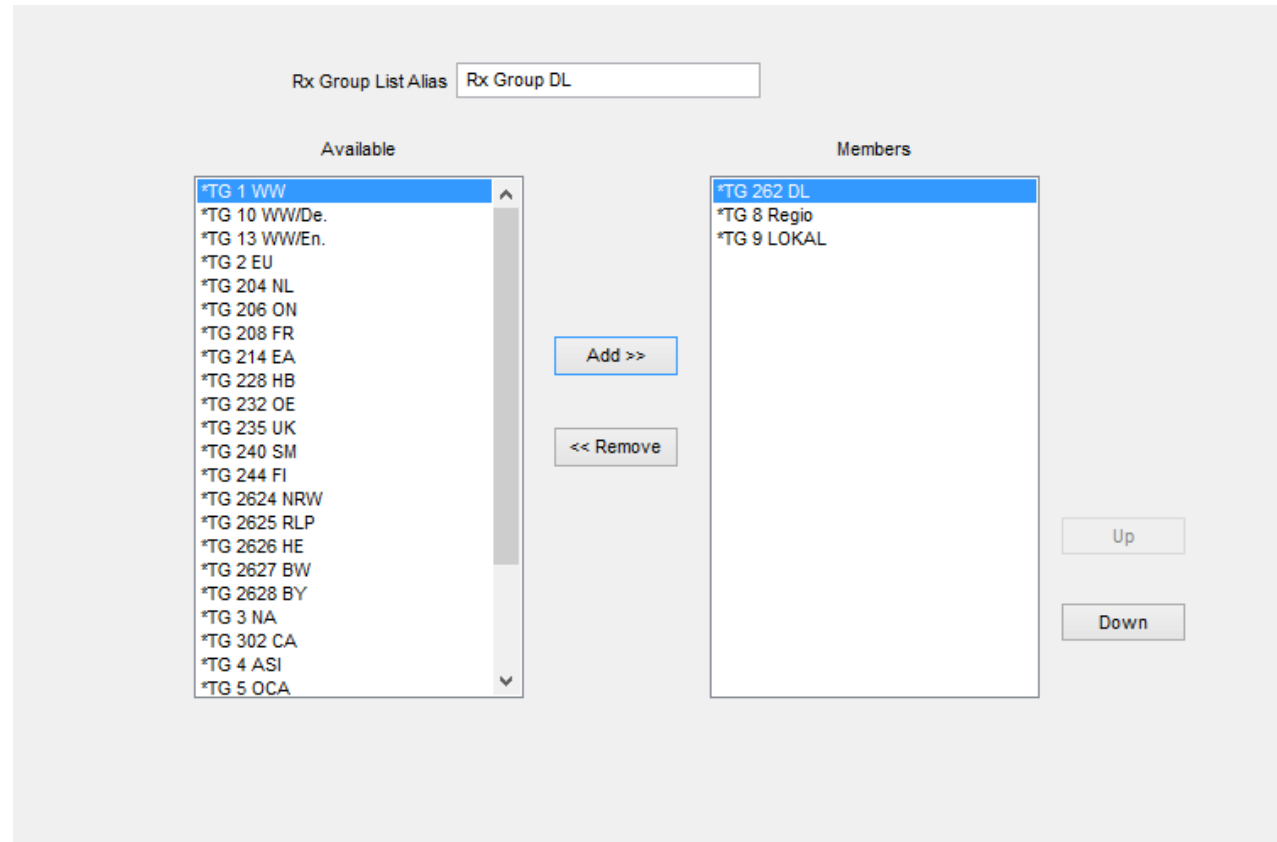 Rx Group List Alias Rx Group DL
Available
*TG 1 WW
*TG 10 WW/De.
*TG 13 WW/En.
*TG 2 EU
*TG 204 NL
*TG 206 ON
*TG 208 FR
*TG 214 EA
*TG 228 HB
*TG 232 OE
*TG 235 UK
*TG 240 SM
*TG 244 FI
*TG 2624 NRW
*TG 2625 RLP
*TG 2626 HE
*TG 2627 BW
*TG 2628 BY
*TG 3 NA
*TG 302 CA
*TG 4 ASI
*TG 5 OCA
Add >>
<< Remove
Members
*TG 262 DL
*TG 8 Regio
*TG 9 LOKAL
Up
Down